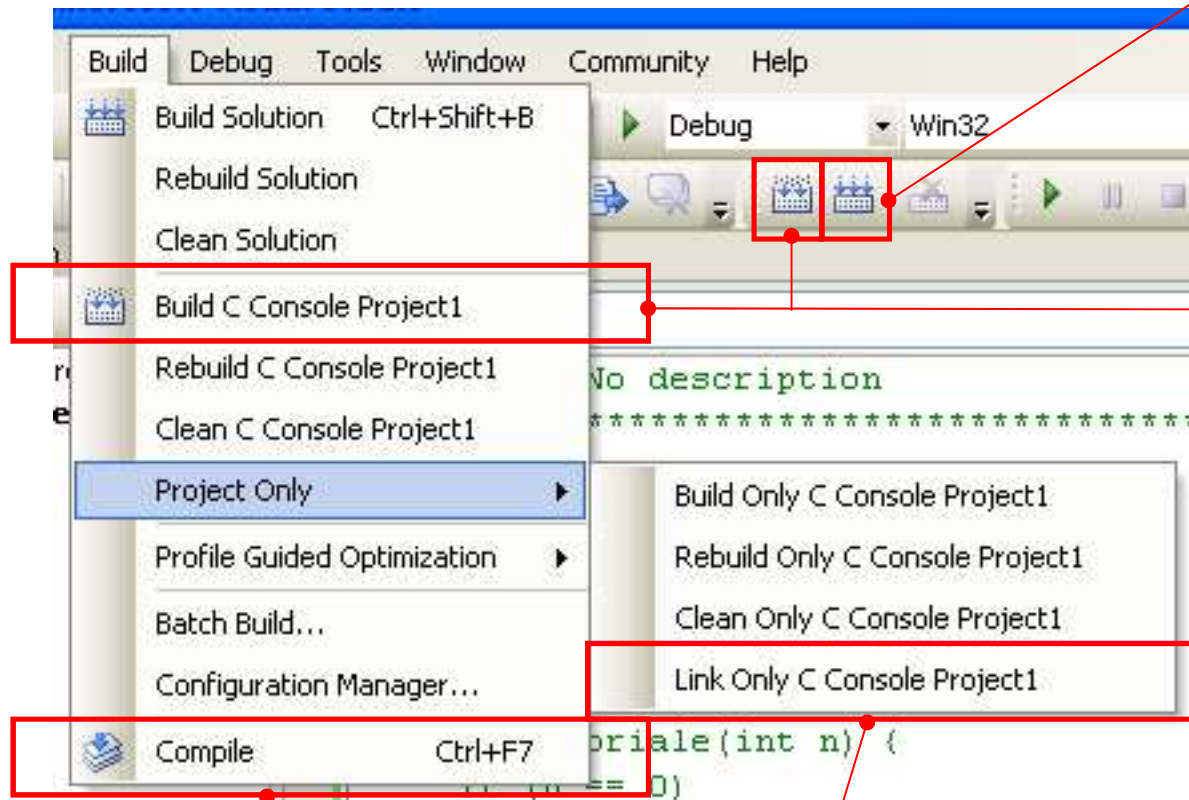 Build Debug Tools Window Community Help
Build Solution Ctrl+Shift+B
Debug Win32
Rebuild Solution
Clean Solution
Build C Console Project1
Rebuild C Console Project1
No description
Clean C Console Project1
*****************************
Project Only
Build Only C Console Project1
Profile Guided Optimization
Rebuild Only C Console Project1
Batch Build...
Clean Only C Console Project1
Configuration Manager...
Link Only C Console Project1
Compile Ctrl+F7
oriale(int n) {
== 0)